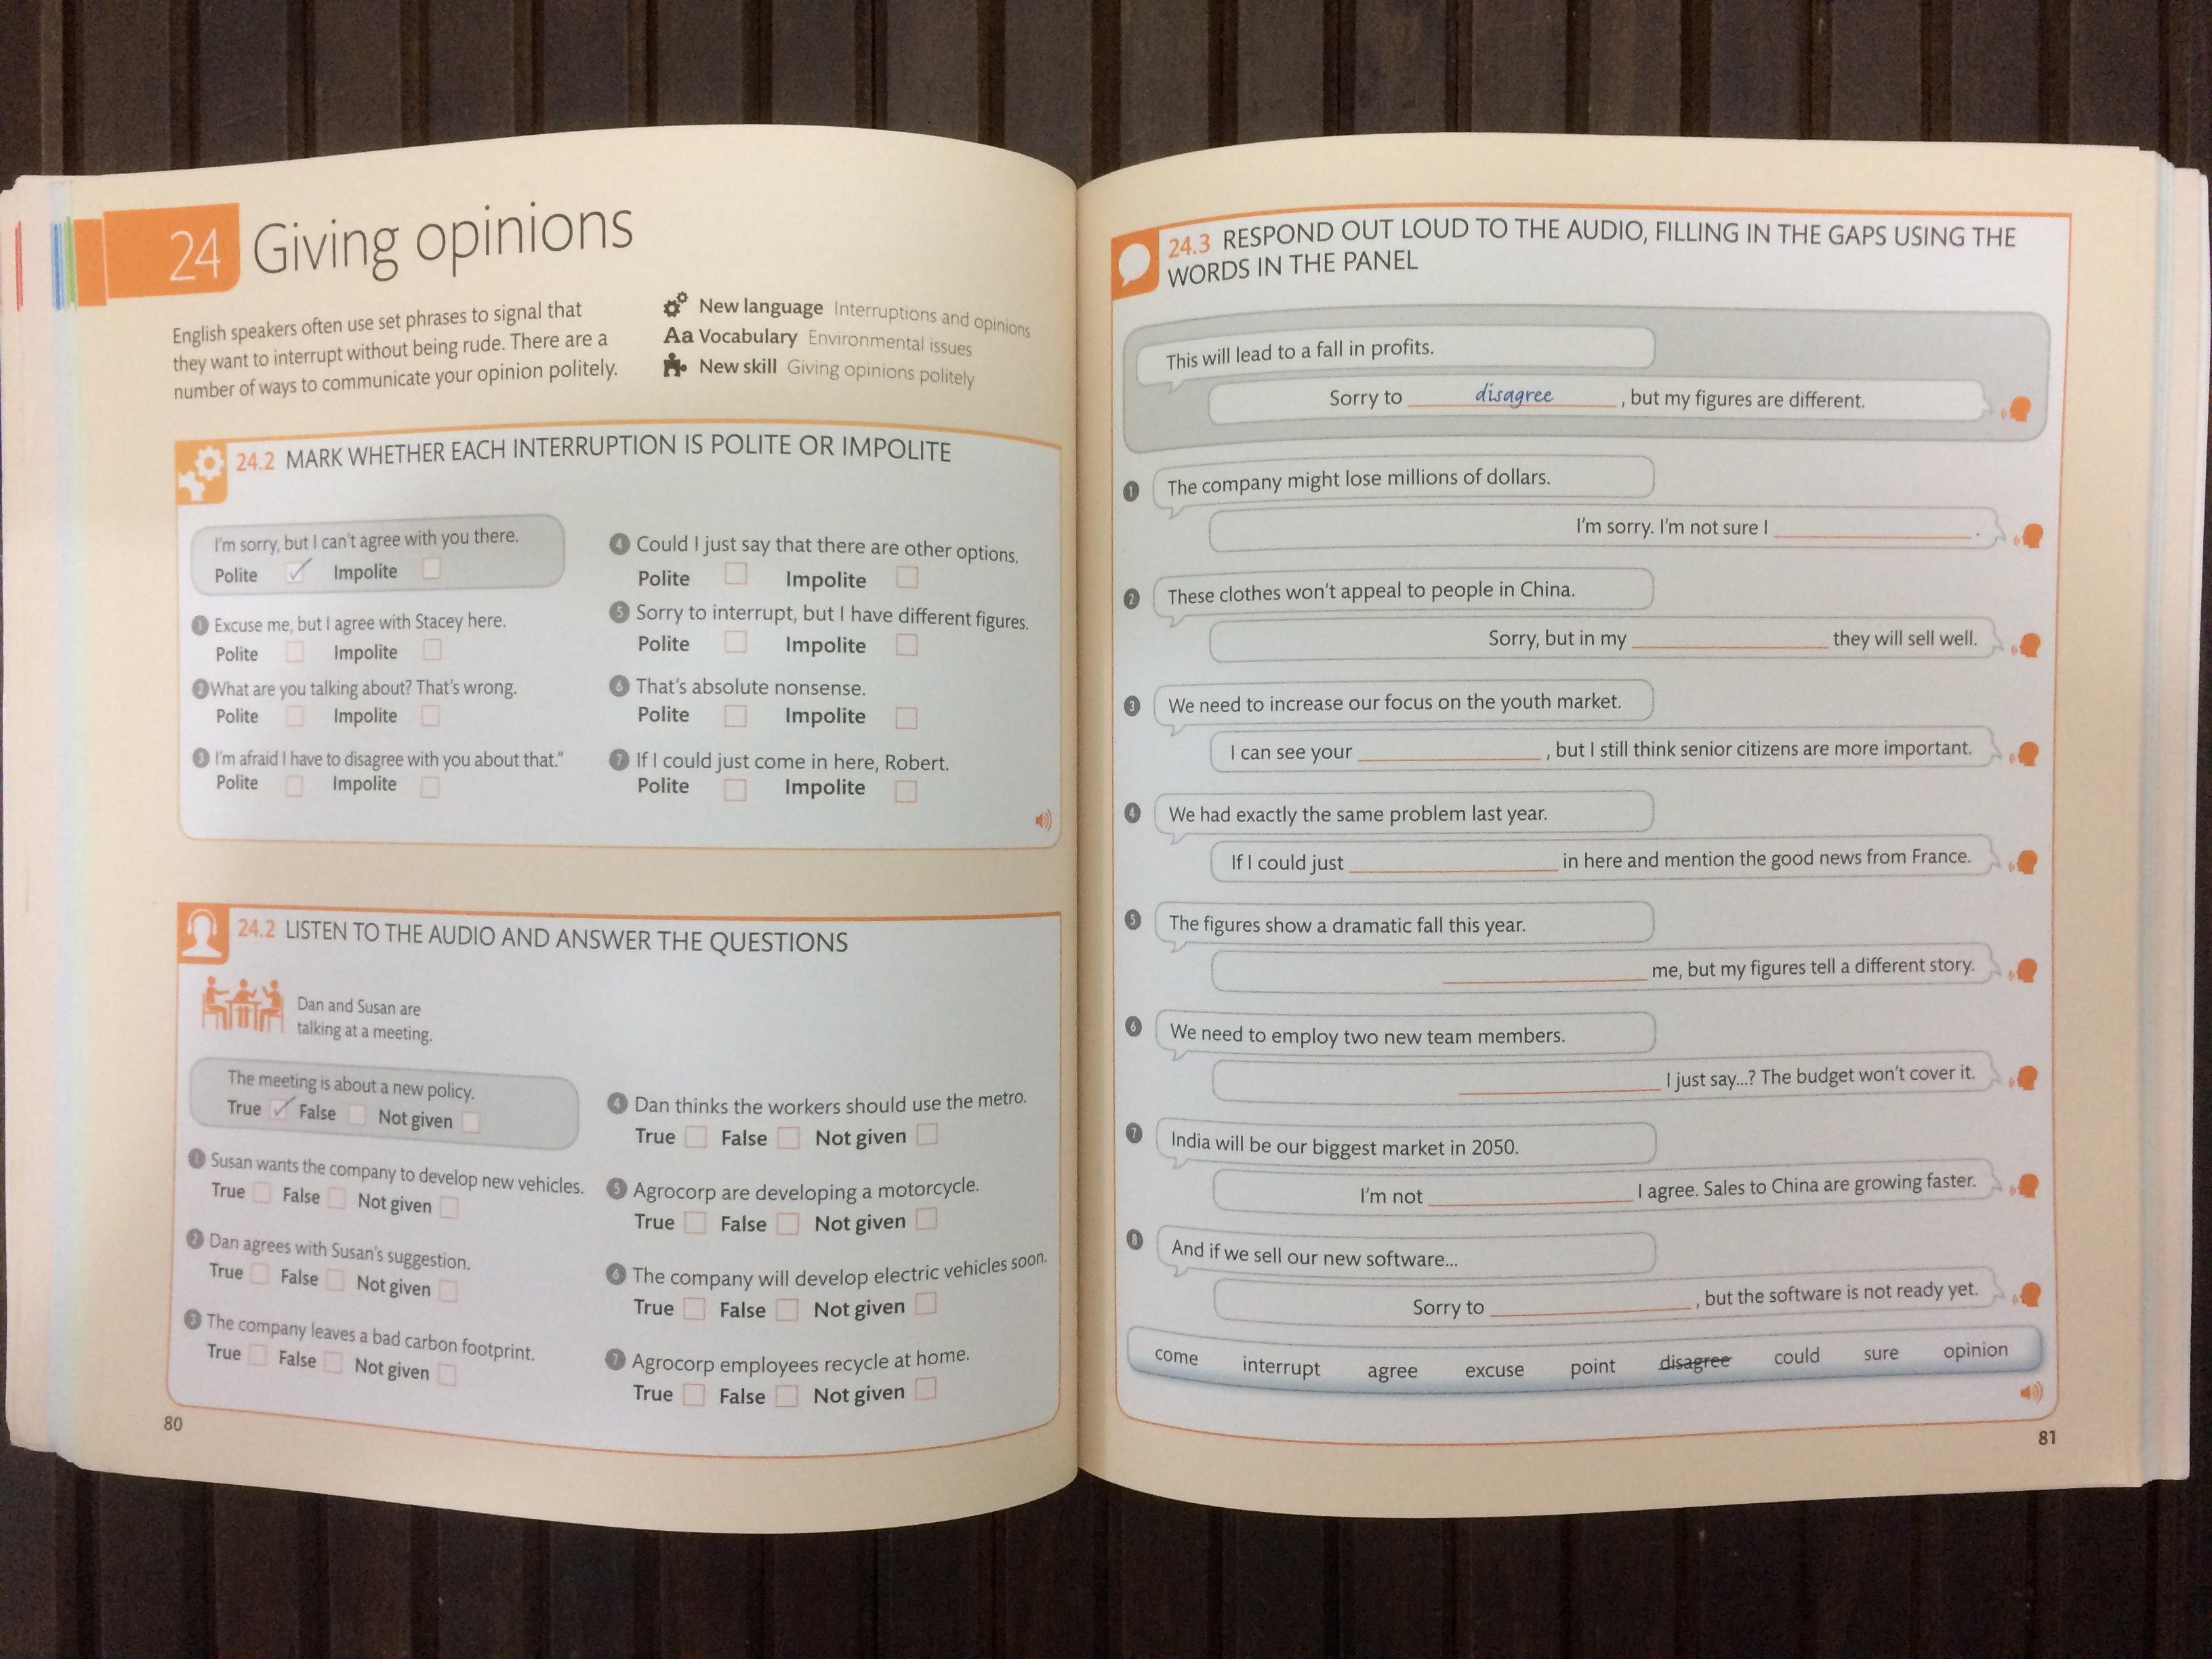 24 Giving opinions
English speakers often use set phrases to signal that
they want to interrupt without being rude. There are a
number of ways to communicate your opinion politely.
New language Interruptions and opinions
Aa Vocabulary Environmental issues
New skill Giving opinions politely
24.2 MARK WHETHER EACH INTERRUPTION IS POLITE OR IMPOLITE
I'm sorry, but I can't agree with you there.
Polite Impolite
1 Excuse me, but I agree with Stacey here.
Polite Impolite
2 What are you talking about? That's wrong.
Polite Impolite
3 I'm afraid I have to disagree with you about that."
Polite Impolite
4 Could I just say that there are other options.
Polite Impolite
5 Sorry to interrupt, but I have different figures.
Polite Impolite
6 That's absolute nonsense.
Polite Impolite
7 If I could just come in here, Robert.
Polite Impolite
24.2 LISTEN TO THE AUDIO AND ANSWER THE QUESTIONS
Dan and Susan are
talking at a meeting.
The meeting is about a new policy.
True False Not given
1 Susan wants the company to develop new vehicles.
True False Not given
2 Dan agrees with Susan's suggestion.
True False Not given
3 The company leaves a bad carbon footprint.
True False Not given
4 Dan thinks the workers should use the metro.
True False Not given
5 Agrocorp are developing a motorcycle.
True False Not given
6 The company will develop electric vehicles soon.
True False Not given
7 Agrocorp employees recycle at home.
True False Not given
80
24.3 RESPOND OUT LOUD TO THE AUDIO, FILLING IN THE GAPS USING THE
WORDS IN THE PANEL
This will lead to a fall in profits.
Sorry to disagree, but my figures are different.
1 The company might lose millions of dollars.
I'm sorry. I'm not sure I ____.
2 These clothes won't appeal to people in China.
Sorry, but in my ____ they will sell well.
3 We need to increase our focus on the youth market.
I can see your ____, but I still think senior citizens are more important.
4 We had exactly the same problem last year.
If I could just ____ in here and mention the good news from France.
5 The figures show a dramatic fall this year.
____ me, but my figures tell a different story.
6 We need to employ two new team members.
____ I just say...? The budget won't cover it.
7 India will be our biggest market in 2050.
I'm not ____ I agree. Sales to China are growing faster.
8 And if we sell our new software...
Sorry to ____, but the software is not ready yet.
come interrupt agree excuse point disagree could sure opinion
81